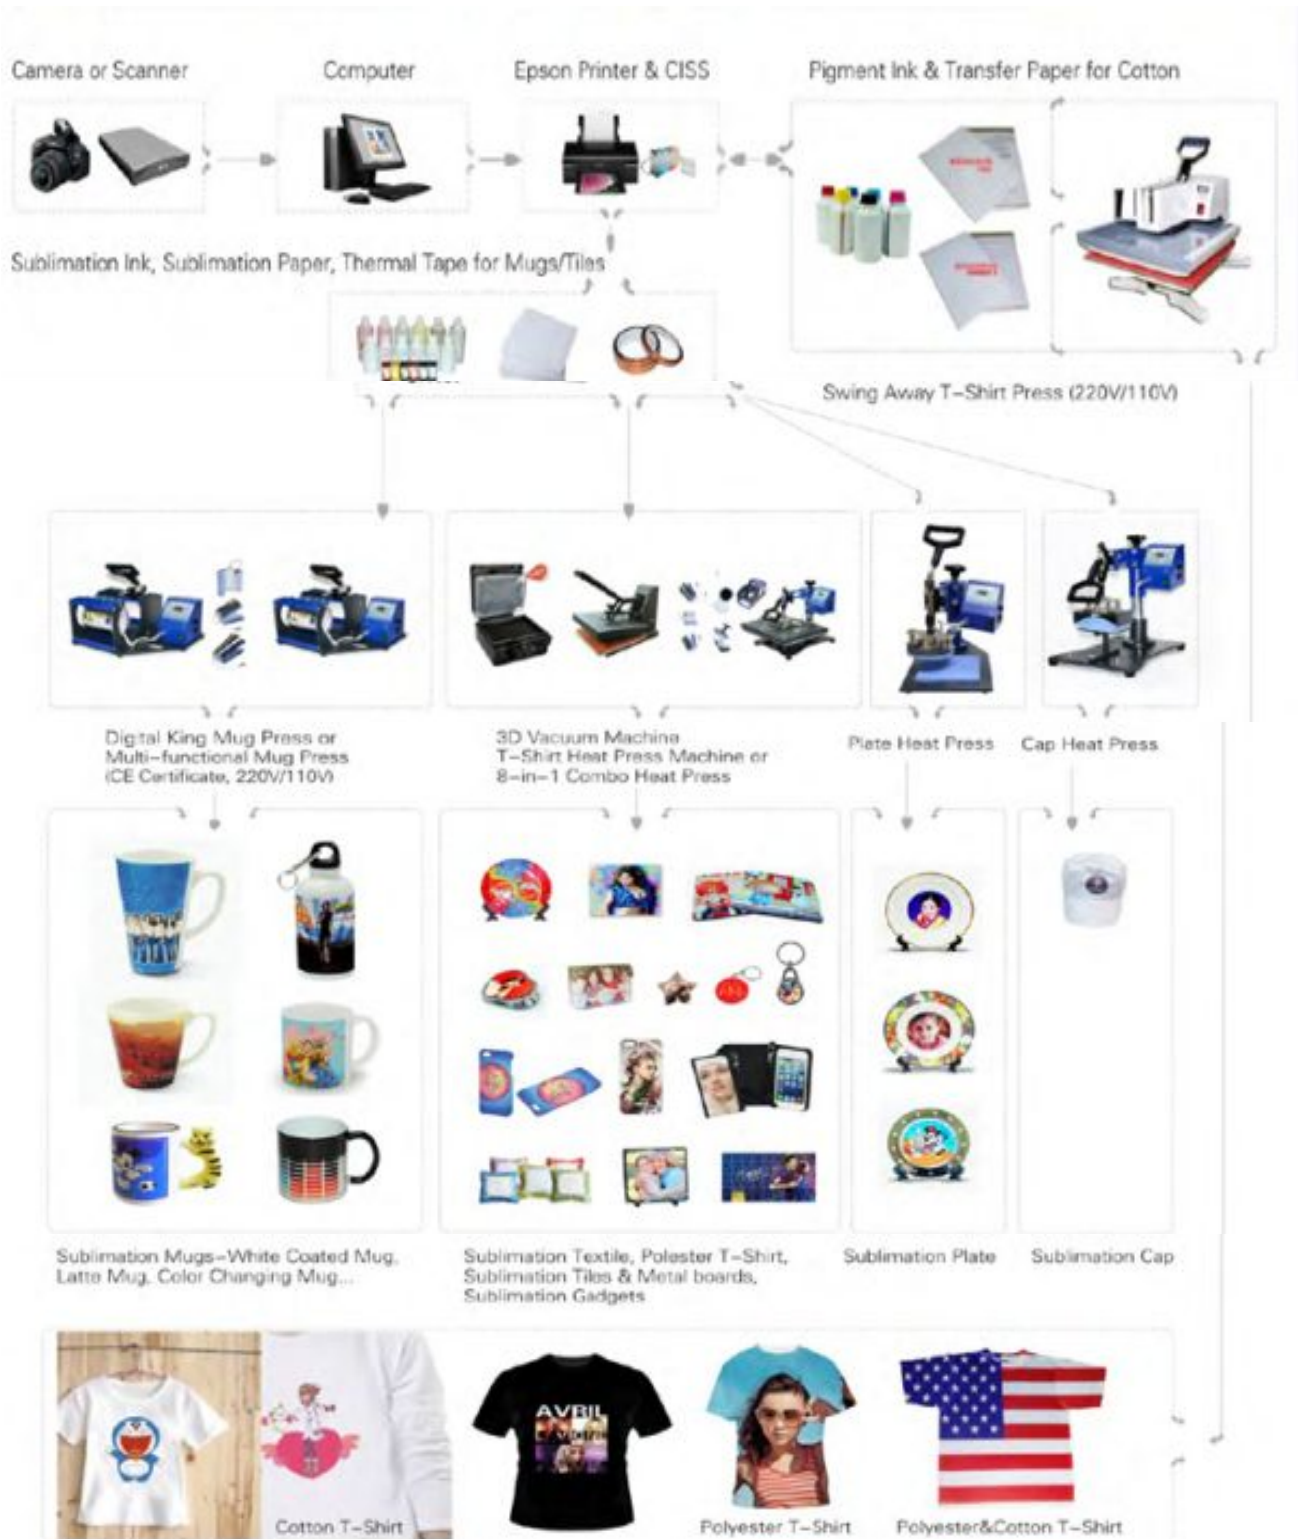 Camera or Scanner
Computer
Epson Printer & CISS
Pigment Ink & Transfer Paper for Cotton
Sublimation Ink, Sublimation Paper, Thermal Tape for Mugs/Tiles
Swing Away T-Shirt Press (220V/110V)
Digital King Mug Press or
Multi-functional Mug Press
(CE Certificate, 220V/110V)
3D Vacuum Machine
T-Shirt Heat Press Machine or
8-in-1 Combo Heat Press
Plate Heat Press
Cap Heat Press
Sublimation Mugs-White Coated Mug,
Latte Mug, Color Changing Mug...
Sublimation Textile, Polester T-Shirt,
Sublimation Tiles & Metal boards,
Sublimation Gadgets
Sublimation Plate
Sublimation Cap
AVRIL
Cotton T-Shirt
Polyester T-Shirt
Polyester&Cotton T-Shirt